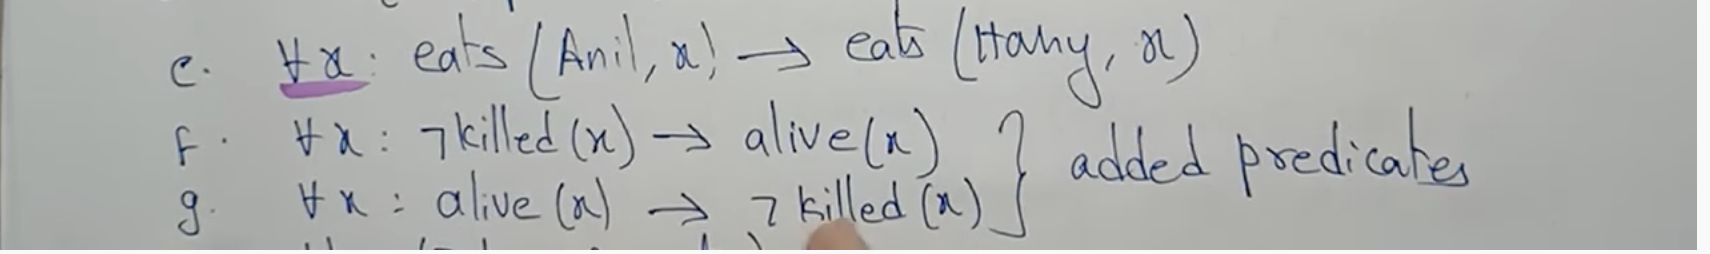 e. ∀x: eats (Anil, x) → eats (Harry, x)
f. ∀x: ¬killed(x) → alive(x)
g. ∀x: alive(x) → ¬killed(x) } added predicates